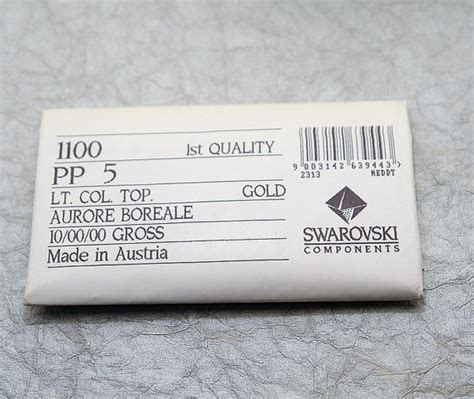 1100 1st QUALITY
PP 5
LT. COL. TOP. GOLD
AURORE BOREALE
10/00/00 GROSS
Made in Austria
9 003142 639443
2313 NEDDT
SWAROVSKI
COMPONENTS